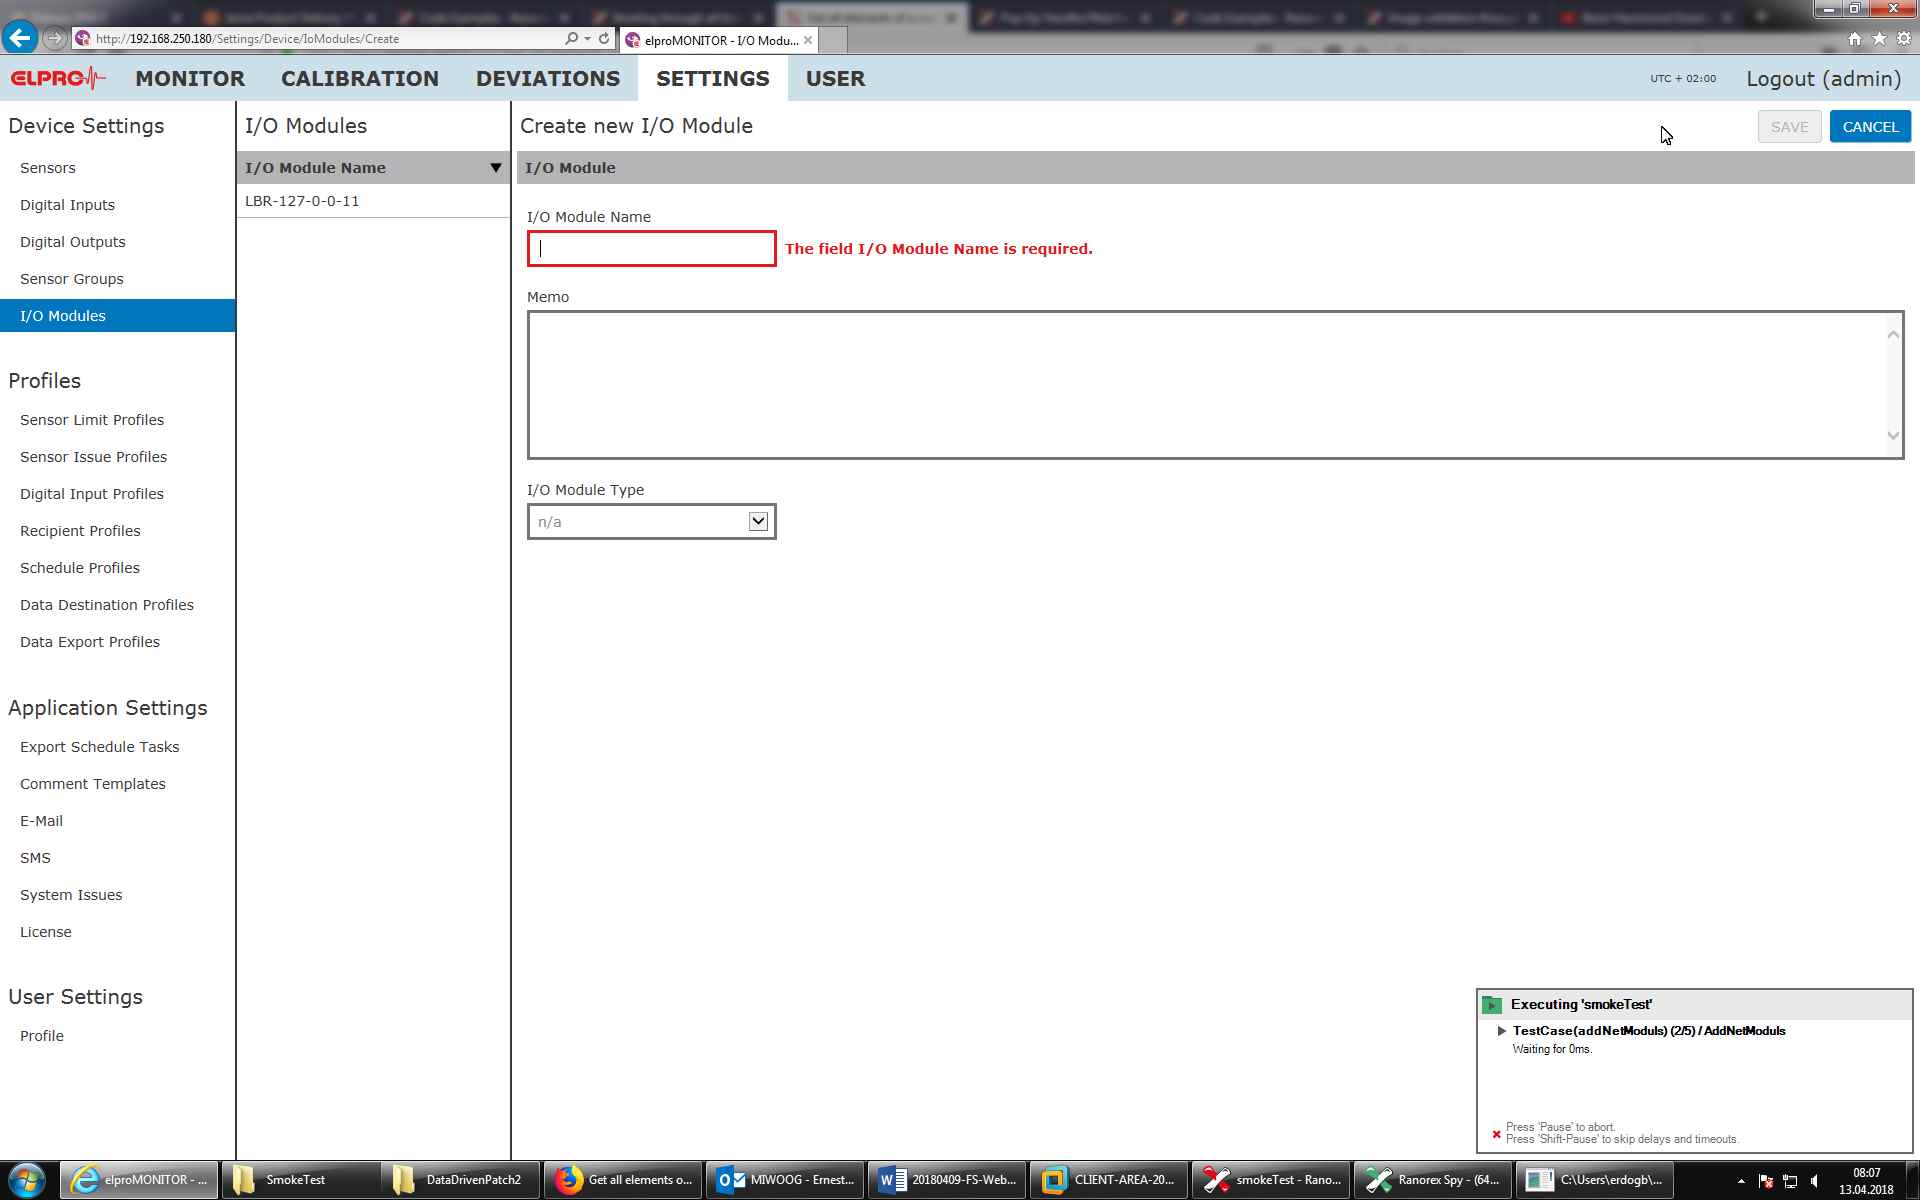 http://192.168.250.180/Settings/Device/IoModules/Create
elproMONITOR - I/O Modu...
ELPRO
MONITOR
CALIBRATION
DEVIATIONS
SETTINGS
USER
UTC + 02:00
Logout (admin)
Device Settings
Sensors
Digital Inputs
Digital Outputs
Sensor Groups
I/O Modules
Profiles
Sensor Limit Profiles
Sensor Issue Profiles
Digital Input Profiles
Recipient Profiles
Schedule Profiles
Data Destination Profiles
Data Export Profiles
Application Settings
Export Schedule Tasks
Comment Templates
E-Mail
SMS
System Issues
License
User Settings
Profile
I/O Modules
I/O Module Name
LBR-127-0-0-11
Create new I/O Module
SAVE
CANCEL
I/O Module
I/O Module Name
The field I/O Module Name is required.
Memo
I/O Module Type
n/a
Executing 'smokeTest'
TestCase(addNetModuls) (2/5) / AddNetModuls
Waiting for 0ms.
Press 'Pause' to abort.
Press 'Shift-Pause' to skip delays and timeouts.
elproMONITOR - ...
SmokeTest
DataDrivenPatch2
Get all elements o...
MIWOOG - Ernest...
20180409-FS-Web...
CLIENT-AREA-20...
smokeTest - Rano...
Ranorex Spy - (64...
C:\Users\erdogb\...
08:07
13.04.2018